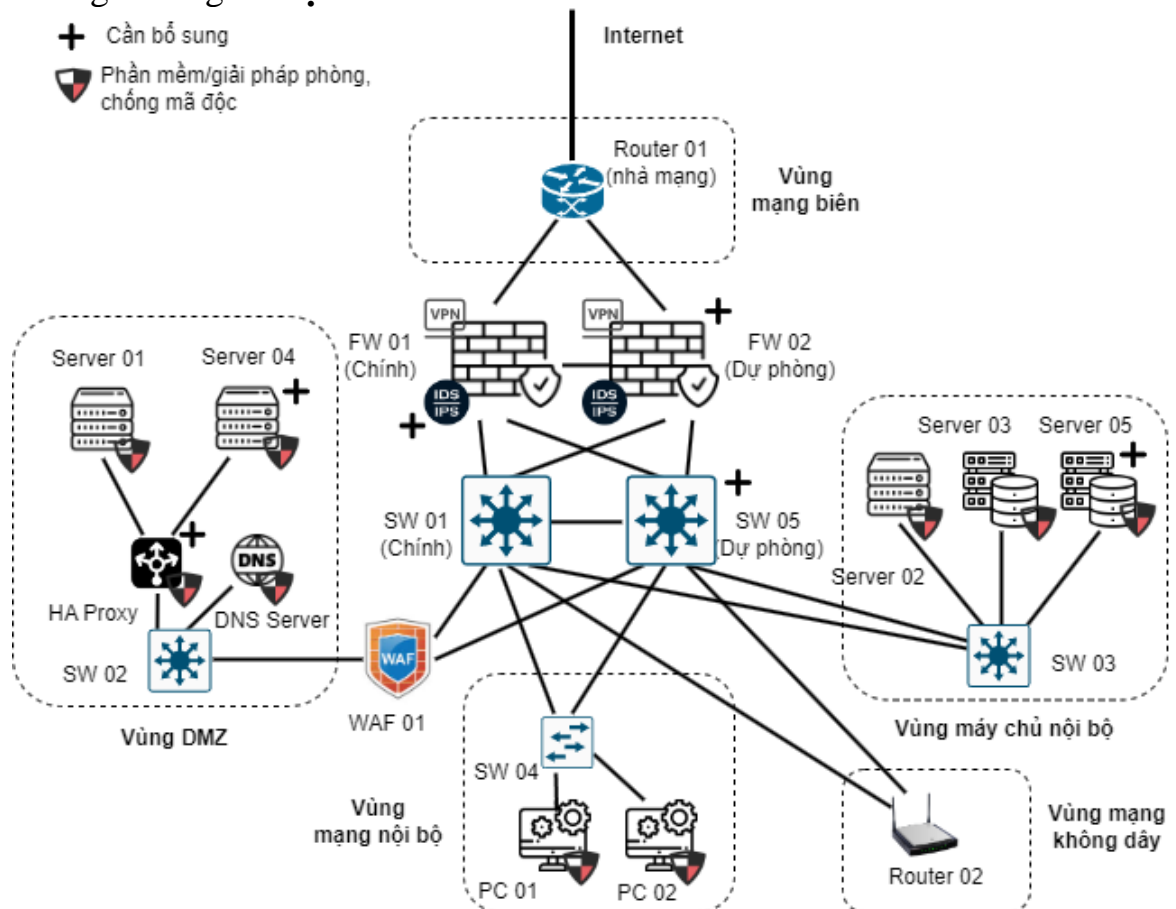 Cần bổ sung
Phần mềm/giải pháp phòng,
chống mã độc
Internet
Router 01
(nhà mạng)
Vùng
mạng biên
VPN
VPN
FW 01
(Chính)
FW 02
(Dự phòng)
IDS
IPS
IDS
IPS
Server 01
Server 04
HA Proxy
DNS
DNS Server
SW 02
Vùng DMZ
WAF
WAF 01
SW 01
(Chính)
SW 05
(Dự phòng)
Server 03
Server 05
Server 02
SW 03
Vùng máy chủ nội bộ
SW 04
Vùng
mạng nội bộ
PC 01
PC 02
Router 02
Vùng mạng
không dây